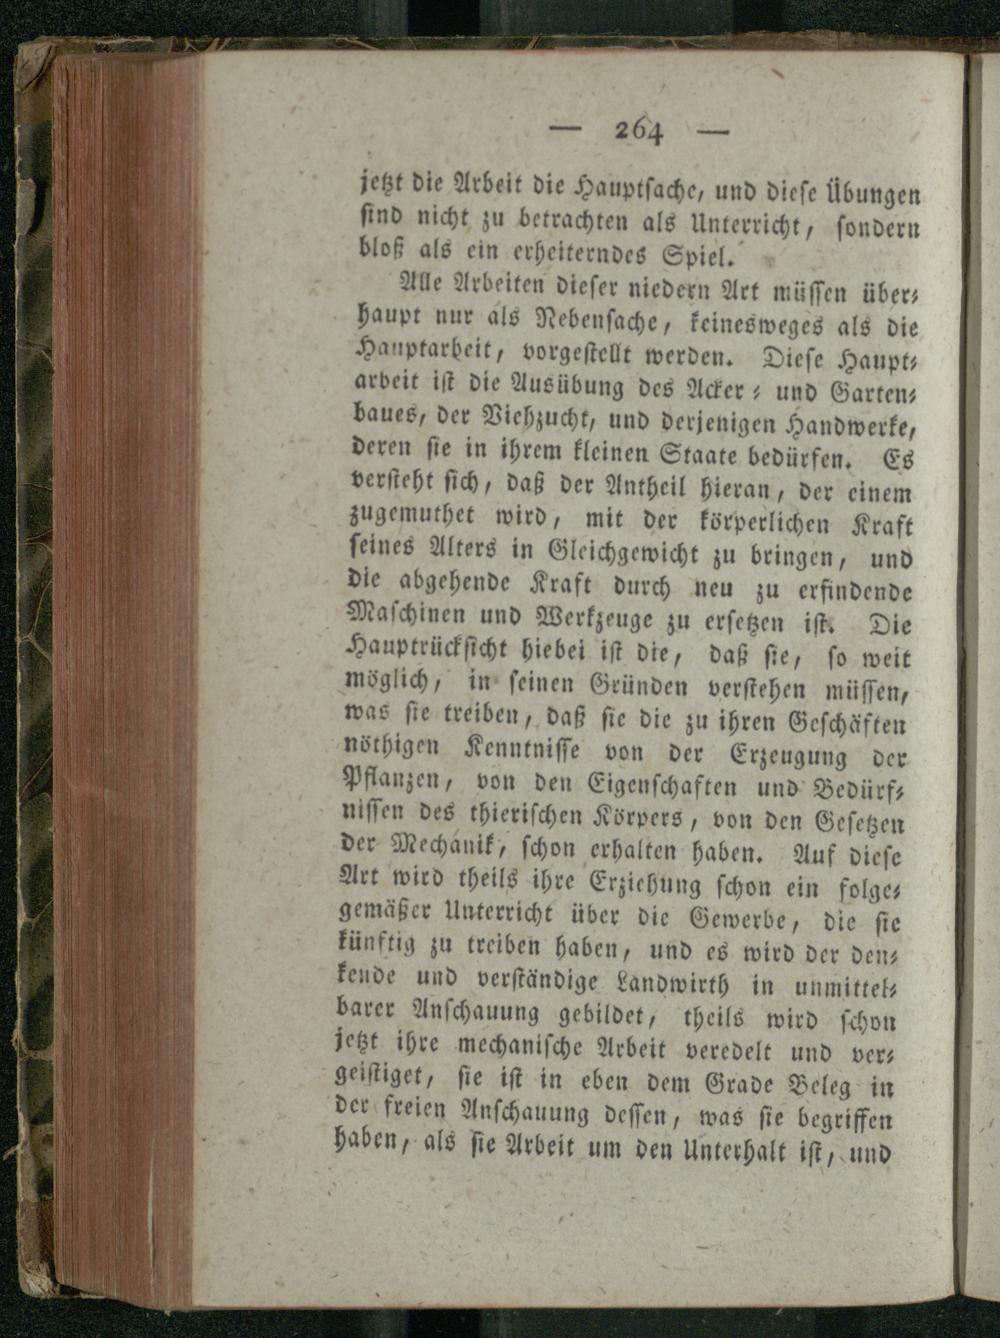 — 264 —
jetzt die Arbeit die Hauptsache, und diese Übungen
sind nicht zu betrachten als Unterricht, sondern
bloß als ein erheiterndes Spiel.
Alle Arbeiten dieser niedern Art müssen über⸗
haupt nur als Nebensache, keinesweges als die
Hauptarbeit, vorgestellt werden. Diese Haupt⸗
arbeit ist die Ausübung des Acker⸗ und Garten⸗
baues, der Viehzucht, und derjenigen Handwerke,
deren sie in ihrem kleinen Staate bedürfen. Es
versteht sich, daß der Antheil hieran, der einem
zugemuthet wird, mit der körperlichen Kraft
seines Alters in Gleichgewicht zu bringen, und
die abgehende Kraft durch neu zu erfindende
Maschinen und Werkzeuge zu ersetzen ist. Die
Hauptrücksicht hiebei ist die, daß sie, so weit
möglich, in seinen Gründen verstehen müssen,
was sie treiben, daß sie die zu ihren Geschäften
nöthigen Kenntnisse von der Erzeugung der
Pflanzen, von den Eigenschaften und Bedürf⸗
nissen des thierischen Körpers, von den Gesetzen
der Mechanik, schon erhalten haben. Auf diese
Art wird theils ihre Erziehung schon ein folge⸗
gemäßer Unterricht über die Gewerbe, die sie
künftig zu treiben haben, und es wird der den⸗
kende und verständige Landwirth in unmittel⸗
barer Anschauung gebildet, theils wird schon
jetzt ihre mechanische Arbeit veredelt und ver⸗
geistiget, sie ist in eben dem Grade Beleg in
der freien Anschauung dessen, was sie begriffen
haben, als sie Arbeit um den Unterhalt ist, und